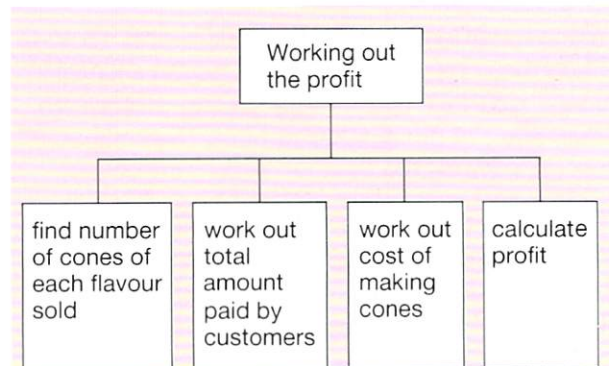 Working out
the profit
find number
of cones of
each flavour
sold
work out
total
amount
paid by
customers
work out
cost of
making
cones
calculate
profit